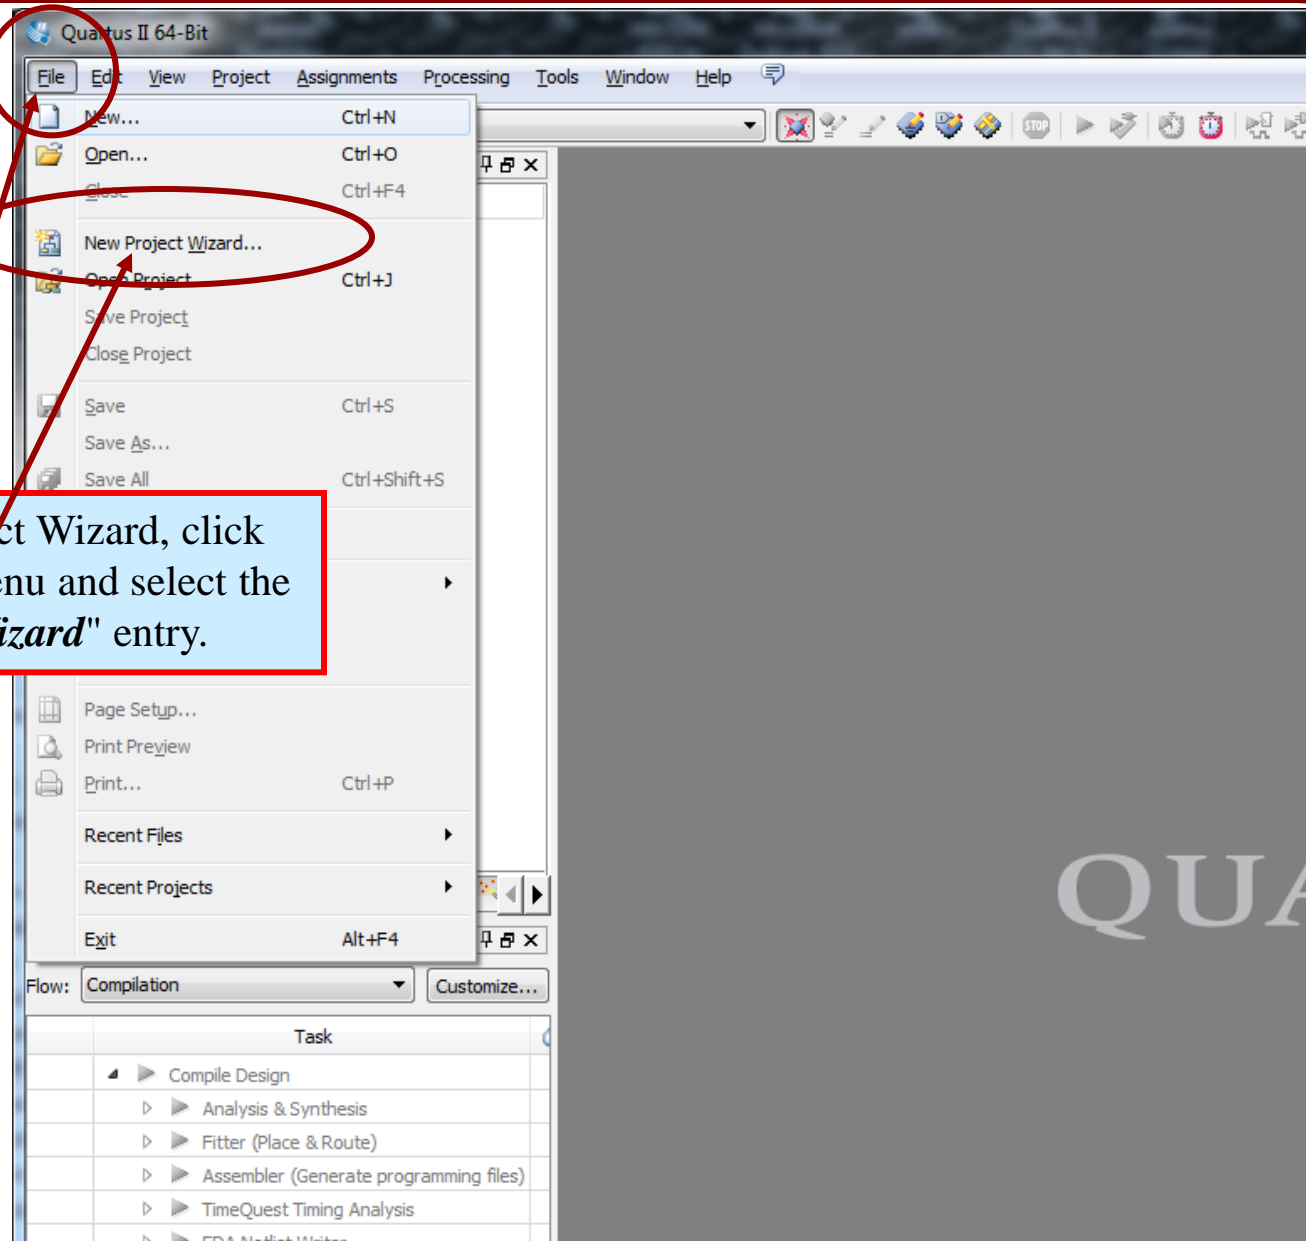 Quartus II 64-Bit
File Edit View Project Assignments Processing Tools Window Help
New... Ctrl+N
Open... Ctrl+O
Close Ctrl+F4
New Project Wizard...
Open Project... Ctrl+J
Save Project
Close Project
Save Ctrl+S
Save As...
Save All Ctrl+Shift+S
ct Wizard, click
enu and select the
izard" entry.
Page Setup...
Print Preview
Print... Ctrl+P
Recent Files
Recent Projects
Exit Alt+F4
Flow: Compilation Customize...
Task
Compile Design
Analysis & Synthesis
Fitter (Place & Route)
Assembler (Generate programming files)
TimeQuest Timing Analysis
EDA Netlist Writer
STOP
QUA